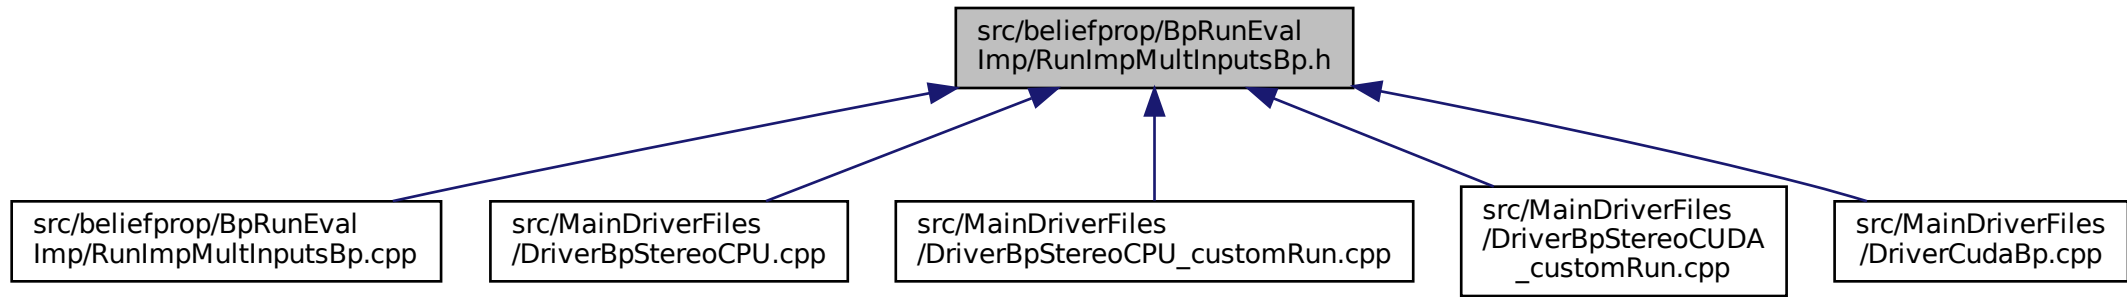 src/beliefprop/BpRunEval
Imp/RunImpMultInputsBp.h
src/beliefprop/BpRunEval
Imp/RunImpMultInputsBp.cpp
src/MainDriverFiles
/DriverBpStereoCPU.cpp
src/MainDriverFiles
/DriverBpStereoCPU_customRun.cpp
src/MainDriverFiles
/DriverBpStereoCUDA
_customRun.cpp
src/MainDriverFiles
/DriverCudaBp.cpp